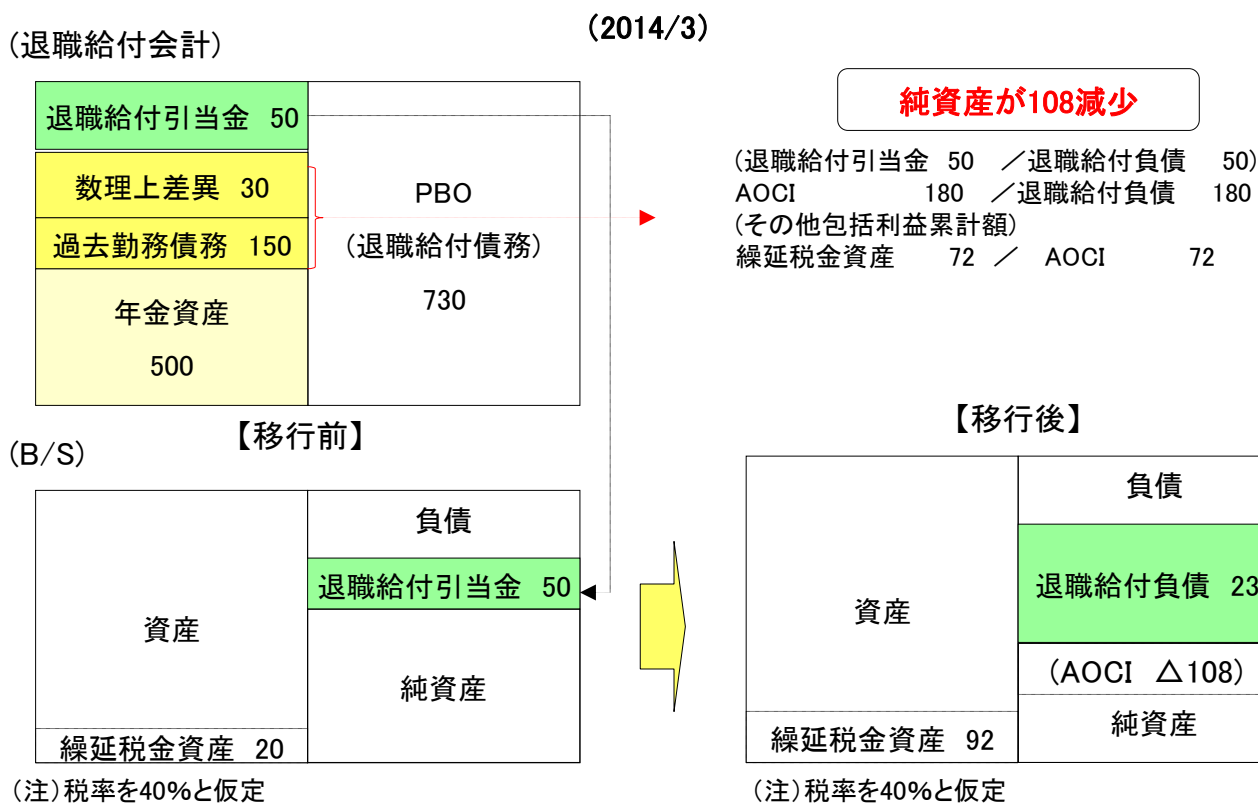 (2014/3)
（退職給付会計）
退職給付引当金 50
数理上差異 30
過去勤務債務 150
年金資産
500
PBO
（退職給付債務）
730
純資産が108減少
（退職給付引当金 50 ／退職給付負債 50）
AOCI 180 ／退職給付負債 180
（その他包括利益累計額）
繰延税金資産 72 ／ AOCI 72
【移行前】
(B/S)
資産
繰延税金資産 20
負債
退職給付引当金 50
純資産
（注）税率を40%と仮定
【移行後】
資産
繰延税金資産 92
負債
退職給付負債 23
（AOCI △108）
純資産
（注）税率を40%と仮定